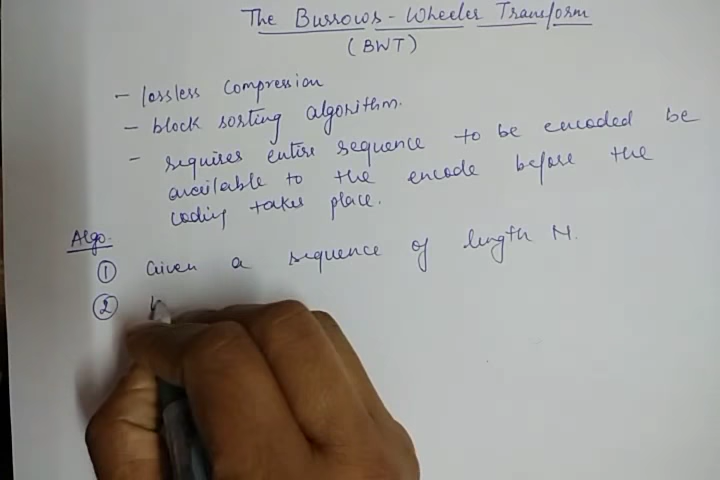 The Burrows-Wheeler Transform
(BWT)
- lossless compression
- block sorting algorithm.
- requires entire sequence to be encoded be
available to the encode before the
coding takes place.
Algo.
① Given a sequence of length N.
②